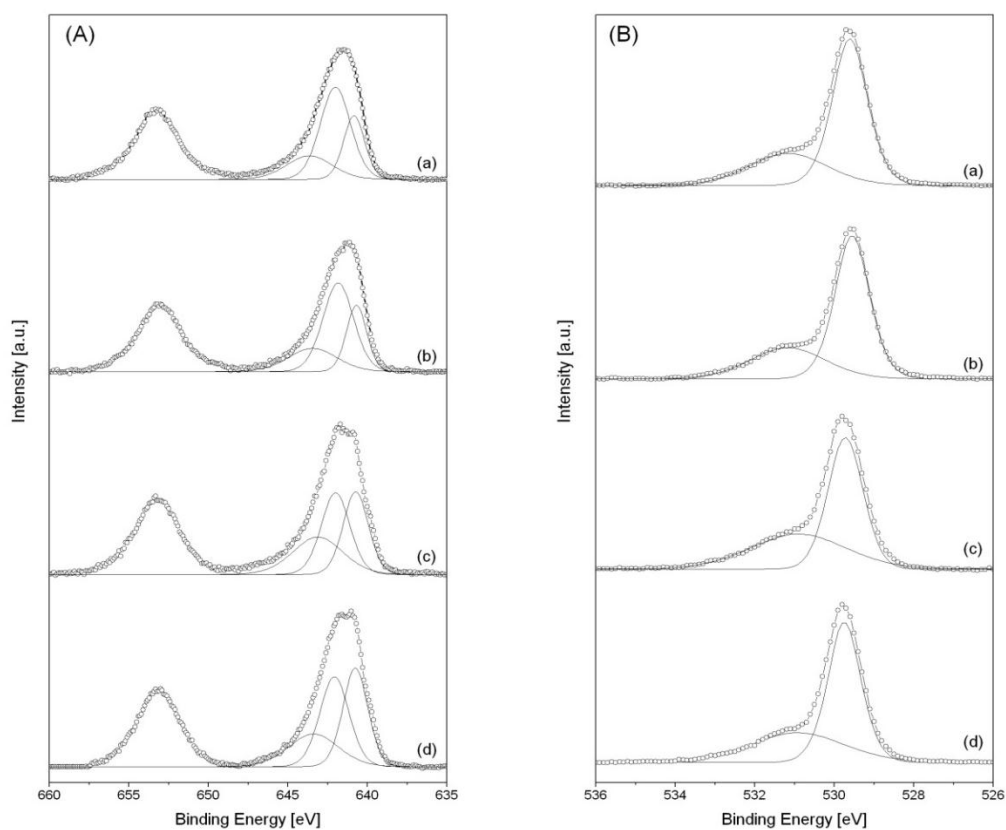 (A)
(a)
(b)
(c)
(d)
Intensity [a.u.]
660 655 650 645 640 635
Binding Energy [eV]
(B)
(a)
(b)
(c)
(d)
Intensity [a.u.]
536 534 532 530 528 526
Binding Energy [eV]